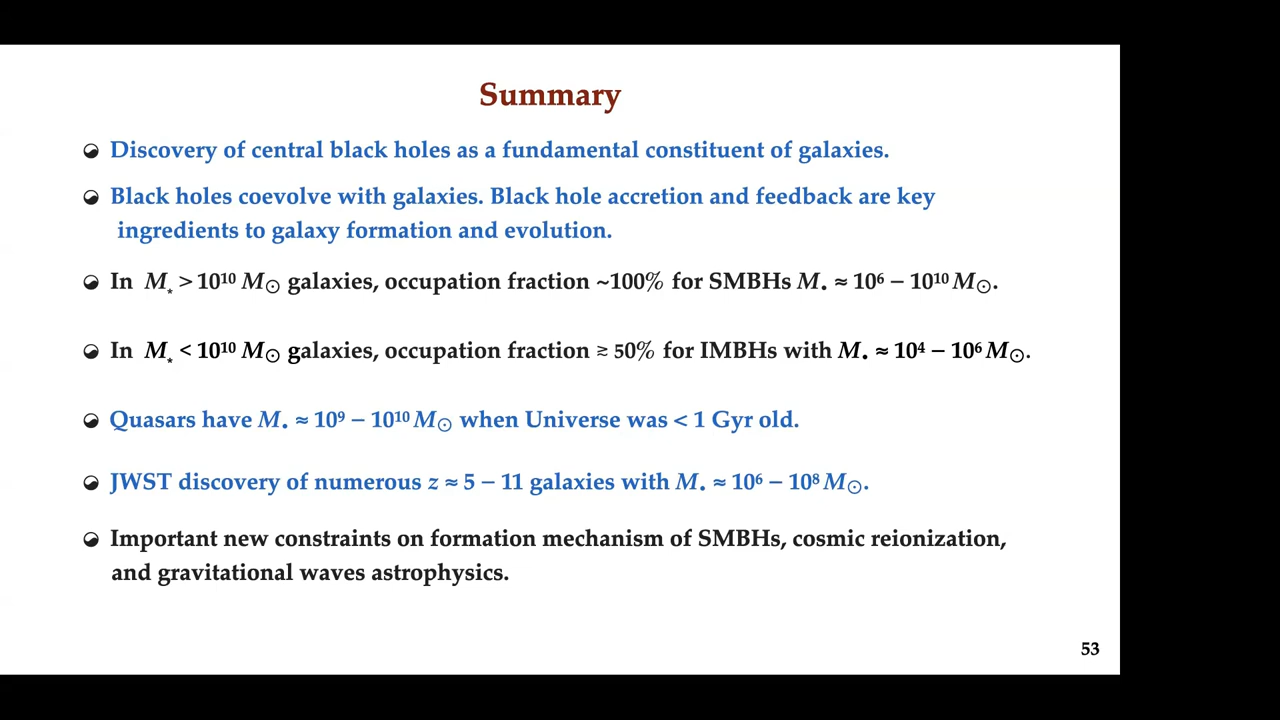 Summary
Discovery of central black holes as a fundamental constituent of galaxies.
Black holes coevolve with galaxies. Black hole accretion and feedback are key
ingredients to galaxy formation and evolution.
In M⋆ > 10¹⁰ M⊙ galaxies, occupation fraction ~100% for SMBHs M• ≈ 10⁶ − 10¹⁰ M⊙.
In M⋆ < 10¹⁰ M⊙ galaxies, occupation fraction ≳ 50% for IMBHs with M• ≈ 10⁴ − 10⁶ M⊙.
Quasars have M• ≈ 10⁹ − 10¹⁰ M⊙ when Universe was < 1 Gyr old.
JWST discovery of numerous z ≈ 5 − 11 galaxies with M• ≈ 10⁶ − 10⁸ M⊙.
Important new constraints on formation mechanism of SMBHs, cosmic reionization,
and gravitational waves astrophysics.
53